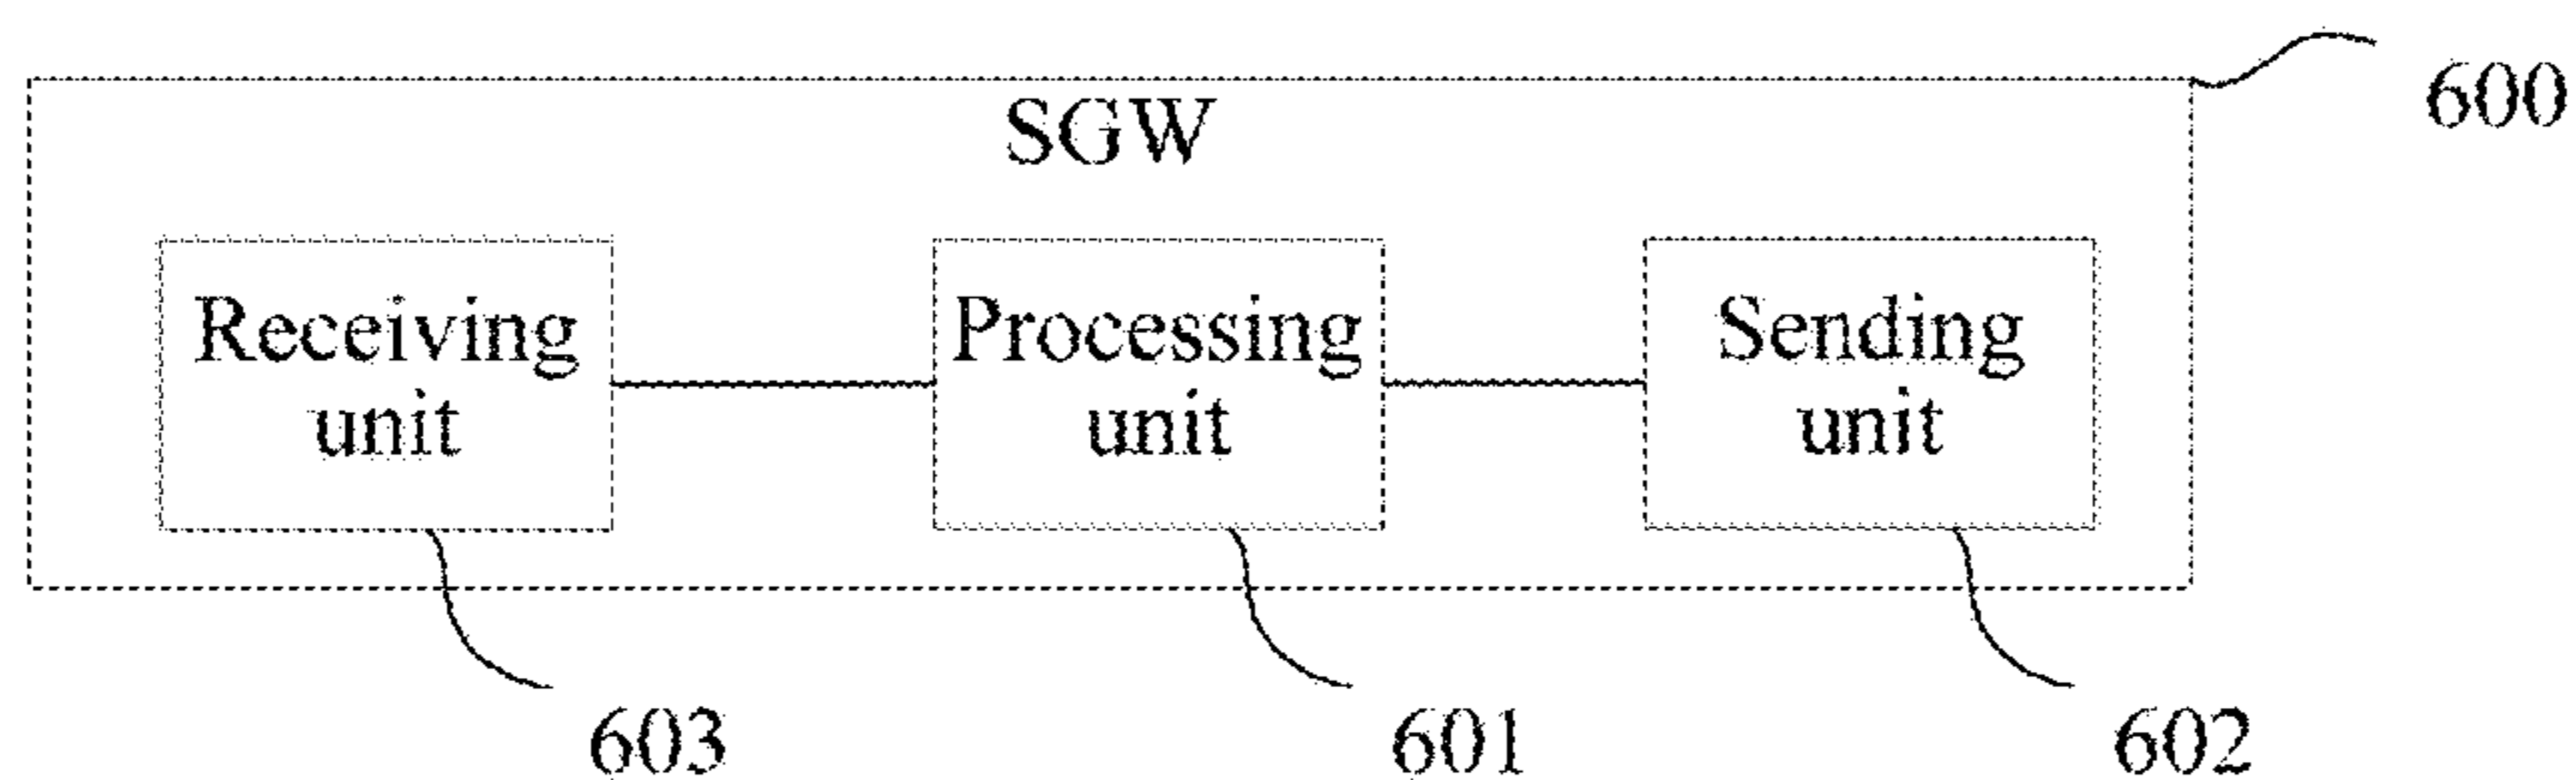 600
SGW
Receiving
unit
Processing
unit
Sending
unit
603
601
602